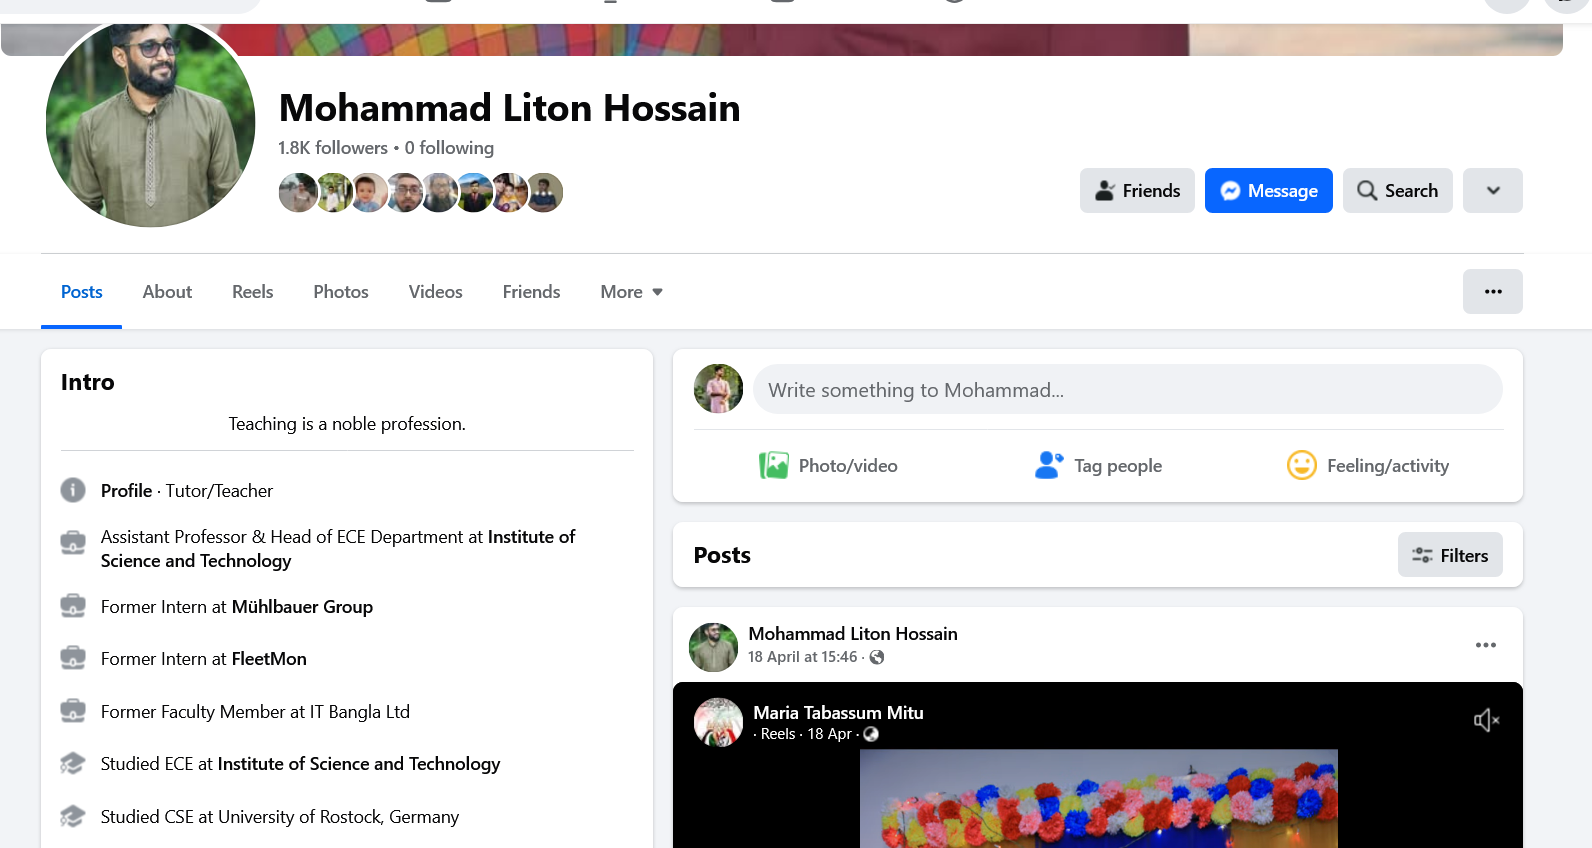 Mohammad Liton Hossain
1.8K followers • 0 following
Friends
Message
Search
Posts
About
Reels
Photos
Videos
Friends
More
Intro
Teaching is a noble profession.
Profile · Tutor/Teacher
Assistant Professor & Head of ECE Department at Institute of
Science and Technology
Former Intern at Mühlbauer Group
Former Intern at FleetMon
Former Faculty Member at IT Bangla Ltd
Studied ECE at Institute of Science and Technology
Studied CSE at University of Rostock, Germany
Write something to Mohammad...
Photo/video
Tag people
Feeling/activity
Posts
Filters
Mohammad Liton Hossain
18 April at 15:46 ·
Maria Tabassum Mitu
· Reels · 18 Apr ·